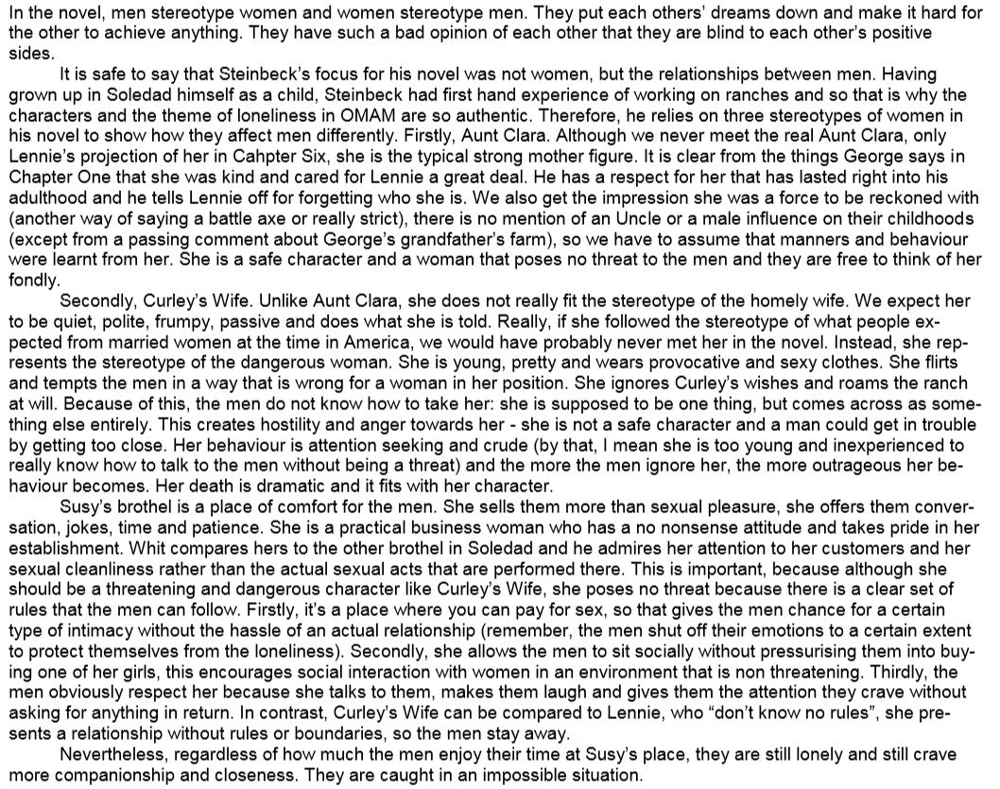 In the novel, men stereotype women and women stereotype men. They put each others' dreams down and make it hard for
the other to achieve anything. They have such a bad opinion of each other that they are blind to each other's positive
sides.
It is safe to say that Steinbeck's focus for his novel was not women, but the relationships between men. Having
grown up in Soledad himself as a child, Steinbeck had first hand experience of working on ranches and so that is why the
characters and the theme of loneliness in OMAM are so authentic. Therefore, he relies on three stereotypes of women in
his novel to show how they affect men differently. Firstly, Aunt Clara. Although we never meet the real Aunt Clara, only
Lennie's projection of her in Cahpter Six, she is the typical strong mother figure. It is clear from the things George says in
Chapter One that she was kind and cared for Lennie a great deal. He has a respect for her that has lasted right into his
adulthood and he tells Lennie off for forgetting who she is. We also get the impression she was a force to be reckoned with
(another way of saying a battle axe or really strict), there is no mention of an Uncle or a male influence on their childhoods
(except from a passing comment about George's grandfather's farm), so we have to assume that manners and behaviour
were learnt from her. She is a safe character and a woman that poses no threat to the men and they are free to think of her
fondly.
Secondly, Curley's Wife. Unlike Aunt Clara, she does not really fit the stereotype of the homely wife. We expect her
to be quiet, polite, frumpy, passive and does what she is told. Really, if she followed the stereotype of what people ex-
pected from married women at the time in America, we would have probably never met her in the novel. Instead, she rep-
resents the stereotype of the dangerous woman. She is young, pretty and wears provocative and sexy clothes. She flirts
and tempts the men in a way that is wrong for a woman in her position. She ignores Curley's wishes and roams the ranch
at will. Because of this, the men do not know how to take her: she is supposed to be one thing, but comes across as some-
thing else entirely. This creates hostility and anger towards her - she is not a safe character and a man could get in trouble
by getting too close. Her behaviour is attention seeking and crude (by that, I mean she is too young and inexperienced to
really know how to talk to the men without being a threat) and the more the men ignore her, the more outrageous her be-
haviour becomes. Her death is dramatic and it fits with her character.
Susy's brothel is a place of comfort for the men. She sells them more than sexual pleasure, she offers them conver-
sation, jokes, time and patience. She is a practical business woman who has a no nonsense attitude and takes pride in her
establishment. Whit compares hers to the other brothel in Soledad and he admires her attention to her customers and her
sexual cleanliness rather than the actual sexual acts that are performed there. This is important, because although she
should be a threatening and dangerous character like Curley's Wife, she poses no threat because there is a clear set of
rules that the men can follow. Firstly, it's a place where you can pay for sex, so that gives the men chance for a certain
type of intimacy without the hassle of an actual relationship (remember, the men shut off their emotions to a certain extent
to protect themselves from the loneliness). Secondly, she allows the men to sit socially without pressurising them into buy-
ing one of her girls, this encourages social interaction with women in an environment that is non threatening. Thirdly, the
men obviously respect her because she talks to them, makes them laugh and gives them the attention they crave without
asking for anything in return. In contrast, Curley's Wife can be compared to Lennie, who "don't know no rules", she pre-
sents a relationship without rules or boundaries, so the men stay away.
Nevertheless, regardless of how much the men enjoy their time at Susy's place, they are still lonely and still crave
more companionship and closeness. They are caught in an impossible situation.